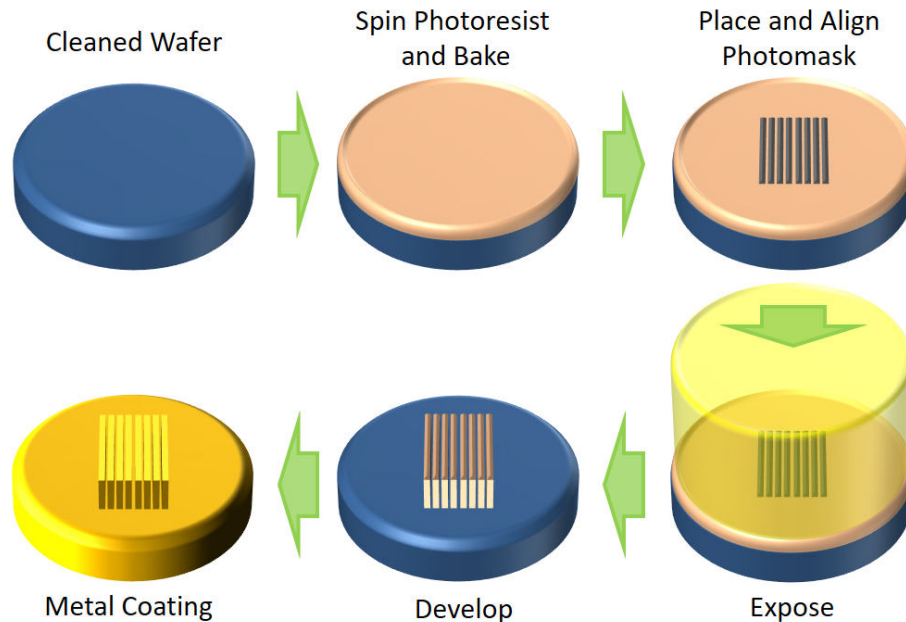 Cleaned Wafer
Spin Photoresist
and Bake
Place and Align
Photomask
Metal Coating
Develop
Expose